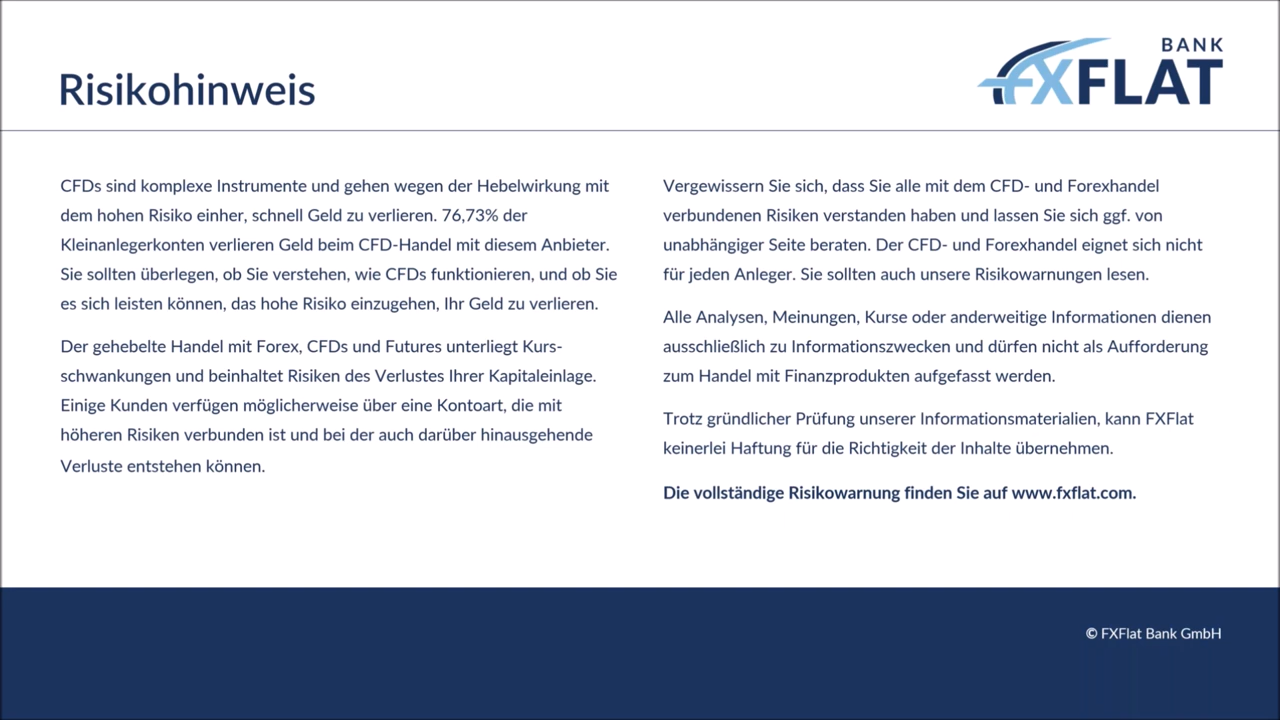 Risikohinweis
BANK
FXFLAT
CFDs sind komplexe Instrumente und gehen wegen der Hebelwirkung mit
dem hohen Risiko einher, schnell Geld zu verlieren. 76,73% der
Kleinanlegerkonten verlieren Geld beim CFD-Handel mit diesem Anbieter.
Sie sollten überlegen, ob Sie verstehen, wie CFDs funktionieren, und ob Sie
es sich leisten können, das hohe Risiko einzugehen, Ihr Geld zu verlieren.
Der gehebelte Handel mit Forex, CFDs und Futures unterliegt Kurs-
schwankungen und beinhaltet Risiken des Verlustes Ihrer Kapitaleinlage.
Einige Kunden verfügen möglicherweise über eine Kontoart, die mit
höheren Risiken verbunden ist und bei der auch darüber hinausgehende
Verluste entstehen können.
Vergewissern Sie sich, dass Sie alle mit dem CFD- und Forexhandel
verbundenen Risiken verstanden haben und lassen Sie sich ggf. von
unabhängiger Seite beraten. Der CFD- und Forexhandel eignet sich nicht
für jeden Anleger. Sie sollten auch unsere Risikowarnungen lesen.
Alle Analysen, Meinungen, Kurse oder anderweitige Informationen dienen
ausschließlich zu Informationszwecken und dürfen nicht als Aufforderung
zum Handel mit Finanzprodukten aufgefasst werden.
Trotz gründlicher Prüfung unserer Informationsmaterialien, kann FXFlat
keinerlei Haftung für die Richtigkeit der Inhalte übernehmen.
Die vollständige Risikowarnung finden Sie auf www.fxflat.com.
© FXFlat Bank GmbH